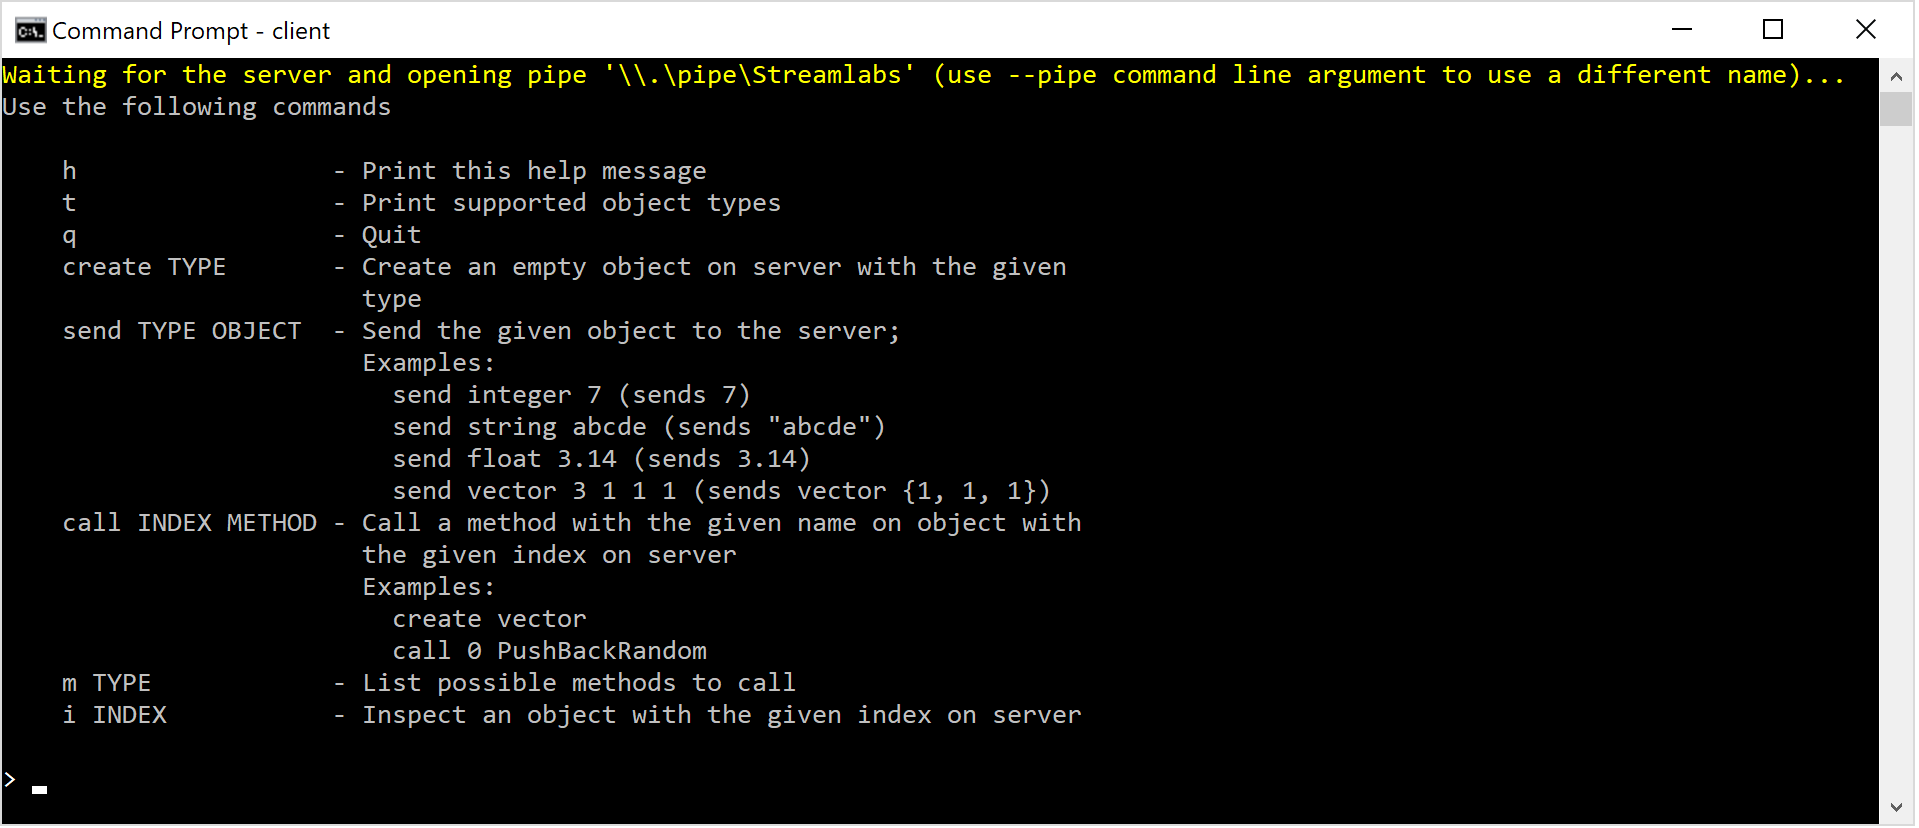 C:\.
Command Prompt - client
Waiting for the server and opening pipe '\\.\pipe\Streamlabs' (use --pipe command line argument to use a different name)...
Use the following commands
h - Print this help message
t - Print supported object types
q - Quit
create TYPE - Create an empty object on server with the given
type
send TYPE OBJECT - Send the given object to the server;
Examples:
send integer 7 (sends 7)
send string abcde (sends "abcde")
send float 3.14 (sends 3.14)
send vector 3 1 1 1 (sends vector {1, 1, 1})
call INDEX METHOD - Call a method with the given name on object with
the given index on server
Examples:
create vector
call 0 PushBackRandom
m TYPE - List possible methods to call
i INDEX - Inspect an object with the given index on server
> _